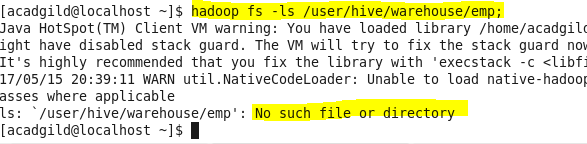 [acadgild@localhost ~]$ hadoop fs -ls /user/hive/warehouse/emp;
Java HotSpot(TM) Client VM warning: You have loaded library /home/acadgild
ight have disabled stack guard. The VM will try to fix the stack guard now
It's highly recommended that you fix the library with 'execstack -c <libfi
17/05/15 20:39:11 WARN util.NativeCodeLoader: Unable to load native-hadoop
asses where applicable
ls: `/user/hive/warehouse/emp': No such file or directory
[acadgild@localhost ~]$